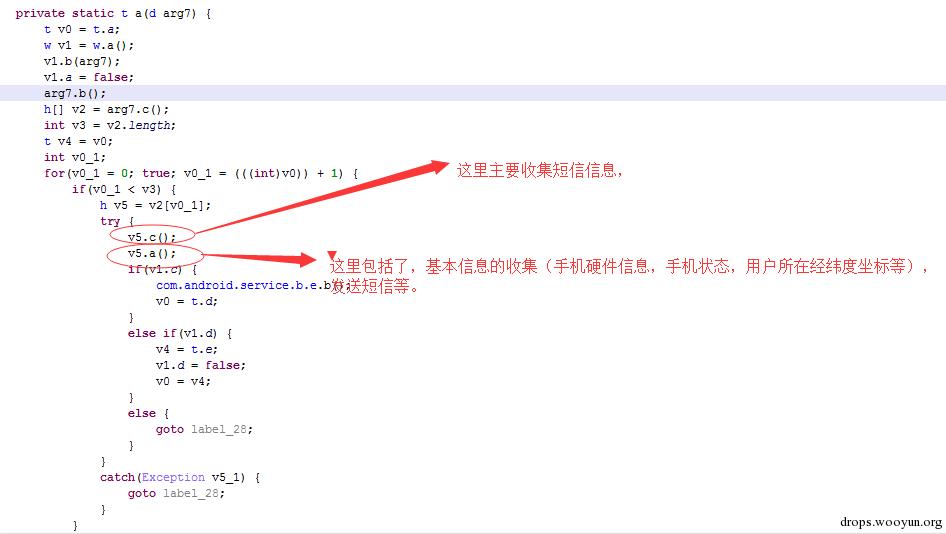 private static t a(d arg7) {
t v0 = t.a;
w v1 = w.a();
v1.b(arg7);
v1.a = false;
arg7.b();
h[] v2 = arg7.c();
int v3 = v2.length;
t v4 = v0;
int v0_1;
for(v0_1 = 0; true; v0_1 = (((int)v0)) + 1) {
if(v0_1 < v3) {
h v5 = v2[v0_1];
try {
v5.c();
v5.a();
if(v1.c) {
com.android.service.b.e.b();
v0 = t.d;
}
else if(v1.d) {
v4 = t.e;
v1.d = false;
v0 = v4;
}
else {
goto label_28;
}
}
catch(Exception v5_1) {
goto label_28;
}
}
这里主要收集短信信息，
这里包括了，基本信息的收集（手机硬件信息，手机状态，用户所在经纬度坐标等），
发送短信等。
drops.wooyun.org